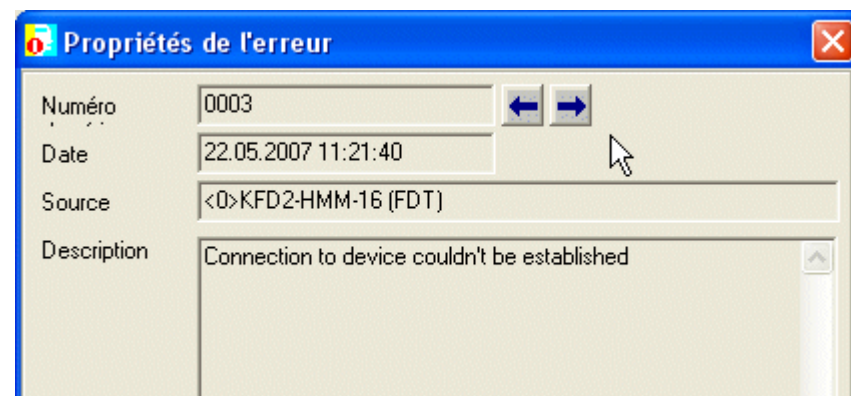 Propriétés de l'erreur
Numéro 0003
Date 22.05.2007 11:21:40
Source <0>KFD2-HMM-16 (FDT)
Description Connection to device couldn't be established